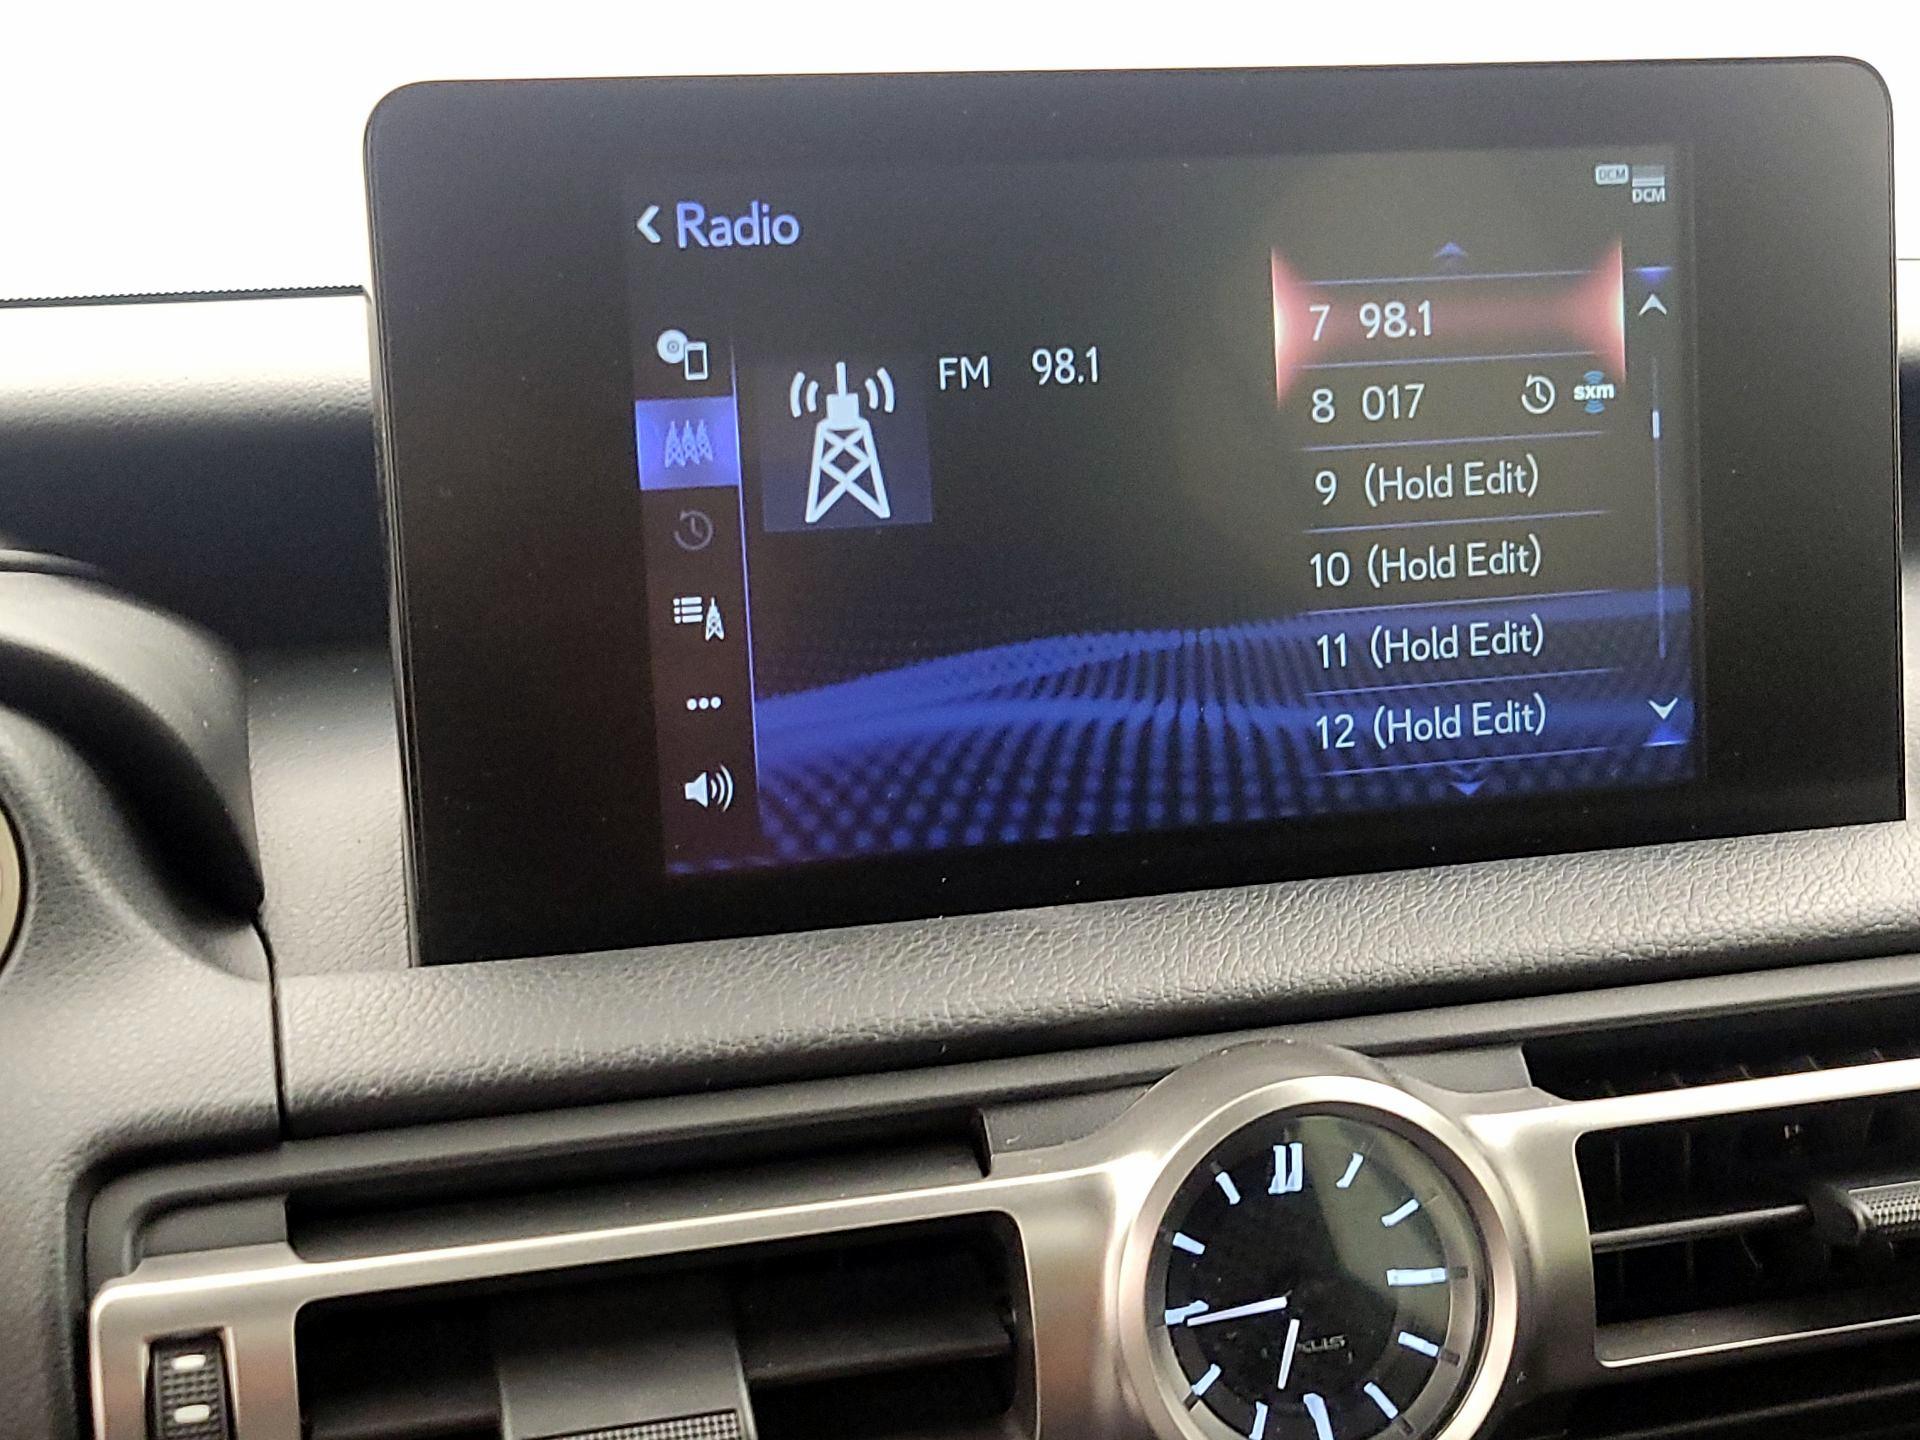 DCM
DCM
Radio
FM 98.1
7 98.1
8 017 sxm
9 (Hold Edit)
10 (Hold Edit)
11 (Hold Edit)
12 (Hold Edit)